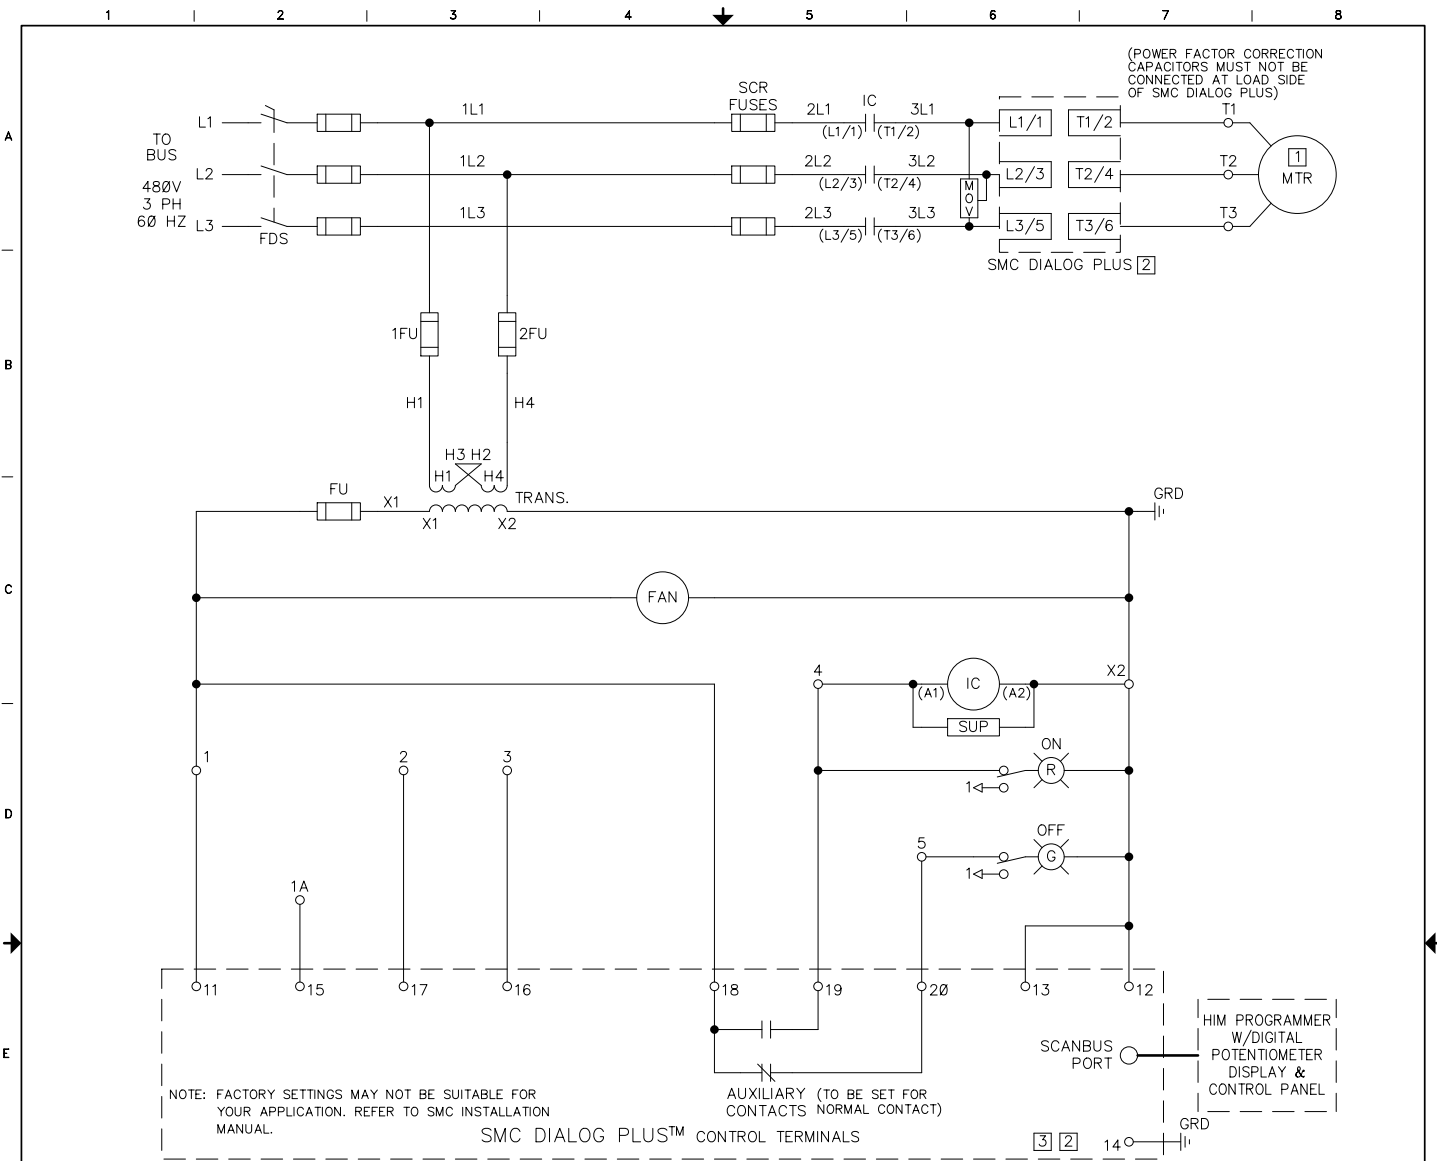 1 2 3 4 5 6 7 8
(POWER FACTOR CORRECTION
CAPACITORS MUST NOT BE
CONNECTED AT LOAD SIDE
OF SMC DIALOG PLUS)
A
TO
BUS
48ØV
3 PH
6Ø HZ
L1
L2
L3
FDS
1L1
1L2
1L3
SCR
FUSES
2L1 IC 3L1
(L1/1) (T1/2)
2L2 3L2
(L2/3) (T2/4)
2L3 3L3
(L3/5) (T3/6)
MOV
L1/1 T1/2
L2/3 T2/4
L3/5 T3/6
T1
T2
T3
1
MTR
SMC DIALOG PLUS 2
B
1FU 2FU
H1 H4
H3 H2
H1 H4
TRANS.
FU X1
X1 X2
GRD
C
FAN
4 (A1) IC (A2) X2
SUP
D
1 2 3
ON
R
1
OFF
5 G
1
1A
E
11 15 17 16 18 19 2Ø 13 12
SCANBUS
PORT
HIM PROGRAMMER
W/DIGITAL
POTENTIOMETER
DISPLAY &
CONTROL PANEL
NOTE: FACTORY SETTINGS MAY NOT BE SUITABLE FOR
YOUR APPLICATION. REFER TO SMC INSTALLATION
MANUAL.
AUXILIARY (TO BE SET FOR
CONTACTS NORMAL CONTACT)
SMC DIALOG PLUS™ CONTROL TERMINALS
3 2
14 GRD